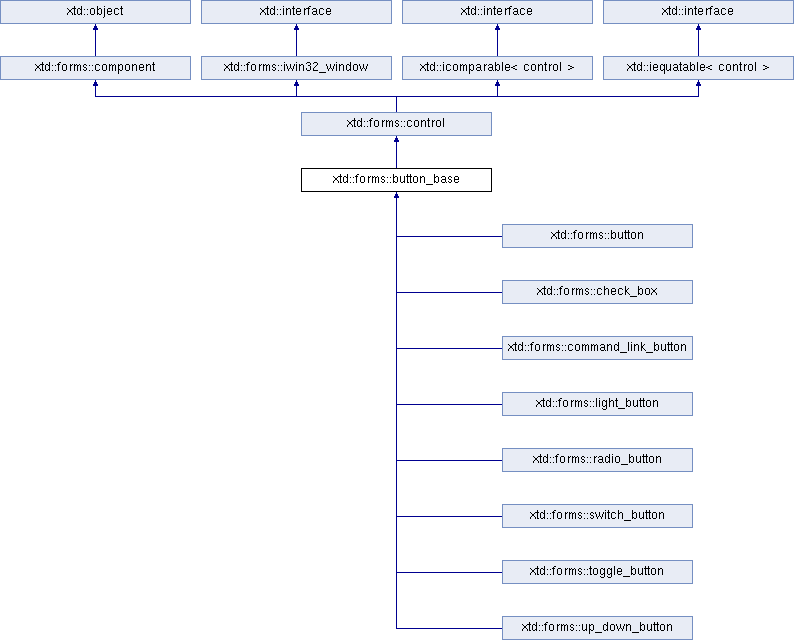 xtd::object
xtd::interface
xtd::interface
xtd::interface
xtd::forms::component
xtd::forms::iwin32_window
xtd::icomparable< control >
xtd::iequatable< control >
xtd::forms::control
xtd::forms::button_base
xtd::forms::button
xtd::forms::check_box
xtd::forms::command_link_button
xtd::forms::light_button
xtd::forms::radio_button
xtd::forms::switch_button
xtd::forms::toggle_button
xtd::forms::up_down_button